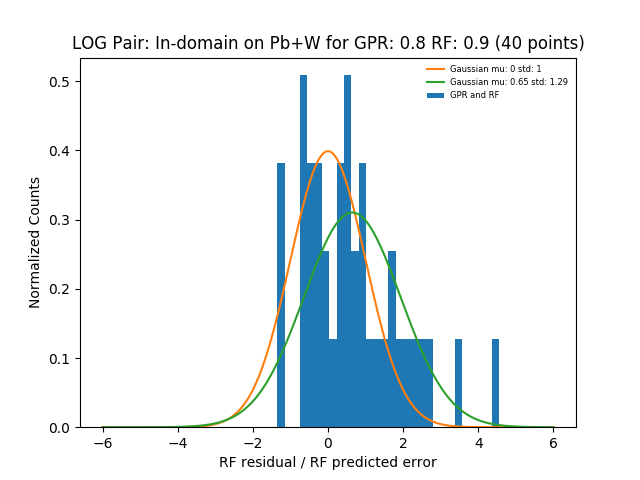 LOG Pair: In-domain on Pb+W for GPR: 0.8 RF: 0.9 (40 points)
Gaussian mu: 0 std: 1
Gaussian mu: 0.65 std: 1.29
GPR and RF
Normalized Counts
0.5
0.4
0.3
0.2
0.1
0.0
−6 −4 −2 0 2 4 6
RF residual / RF predicted error